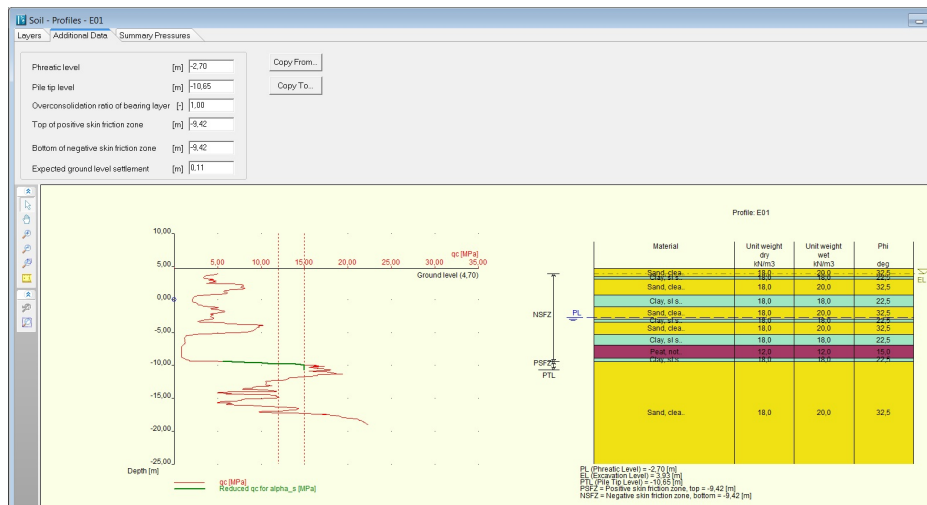 Soil - Profiles - E01
Layers Additional Data Summary Pressures
Phreatic level [m] -2,70
Copy From...
Pile tip level [m] -10,65
Copy To...
Overconsolidation ratio of bearing layer [-] 1,00
Top of positive skin friction zone [m] -9,42
Bottom of negative skin friction zone [m] -9,42
Expected ground level settlement [m] 0,11
Profile: E01
10,00
qc [MPa]
5,00 10,00 15,00 20,00 25,00 30,00 35,00
Ground level (4,70)
0,00
-5,00
-10,00
-15,00
-20,00
-25,00
Depth [m]
qc [MPa]
Reduced qc for alpha_s [MPa]
NSFZ
PL
PSFZ
PTL
EL
Material Unit weight dry kN/m3 Unit weight wet kN/m3 Phi deg
Sand, clea.. 18,0 20,0 32,5
Clay, sl s.. 18,0 18,0 22,5
Sand, clea.. 18,0 20,0 32,5
Clay, sl s.. 18,0 18,0 22,5
Sand, clea.. 18,0 20,0 32,5
Clay, sl s.. 18,0 18,0 22,5
Sand, clea.. 18,0 20,0 32,5
Clay, sl s.. 18,0 18,0 22,5
Peat, not.. 12,0 12,0 15,0
Clay, sl s.. 18,0 18,0 22,5
Sand, clea.. 18,0 20,0 32,5
PL (Phreatic Level) = -2,70 [m]
EL (Excavation Level) = 3,93 [m]
PTL (Pile Tip Level) = -10,65 [m]
PSFZ = Positive skin friction zone, top = -9,42 [m]
NSFZ = Negative skin friction zone, bottom = -9,42 [m]